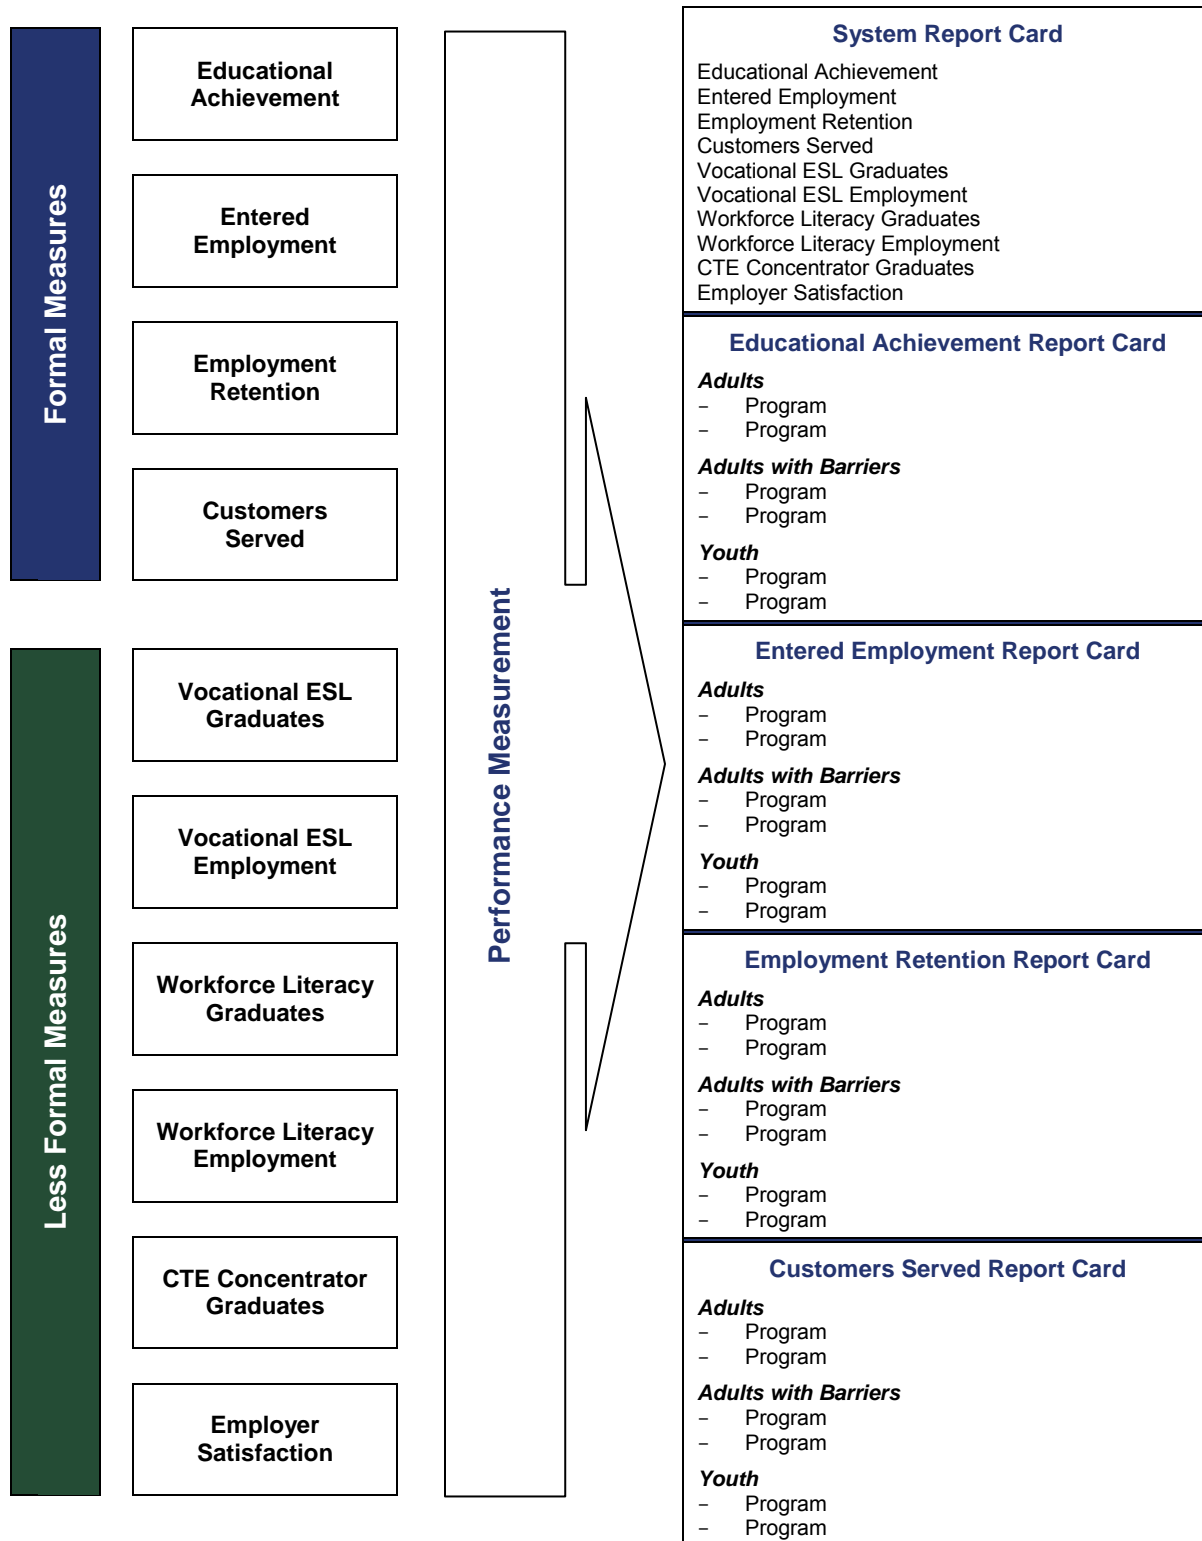 Formal Measures
Educational
Achievement
Entered
Employment
Employment
Retention
Customers
Served
Less Formal Measures
Vocational ESL
Graduates
Vocational ESL
Employment
Workforce Literacy
Graduates
Workforce Literacy
Employment
CTE Concentrator
Graduates
Employer
Satisfaction
Performance Measurement
System Report Card
Educational Achievement
Entered Employment
Employment Retention
Customers Served
Vocational ESL Graduates
Vocational ESL Employment
Workforce Literacy Graduates
Workforce Literacy Employment
CTE Concentrator Graduates
Employer Satisfaction
Educational Achievement Report Card
Adults
– Program
– Program
Adults with Barriers
– Program
– Program
Youth
– Program
– Program
Entered Employment Report Card
Adults
– Program
– Program
Adults with Barriers
– Program
– Program
Youth
– Program
– Program
Employment Retention Report Card
Adults
– Program
– Program
Adults with Barriers
– Program
– Program
Youth
– Program
– Program
Customers Served Report Card
Adults
– Program
– Program
Adults with Barriers
– Program
– Program
Youth
– Program
– Program